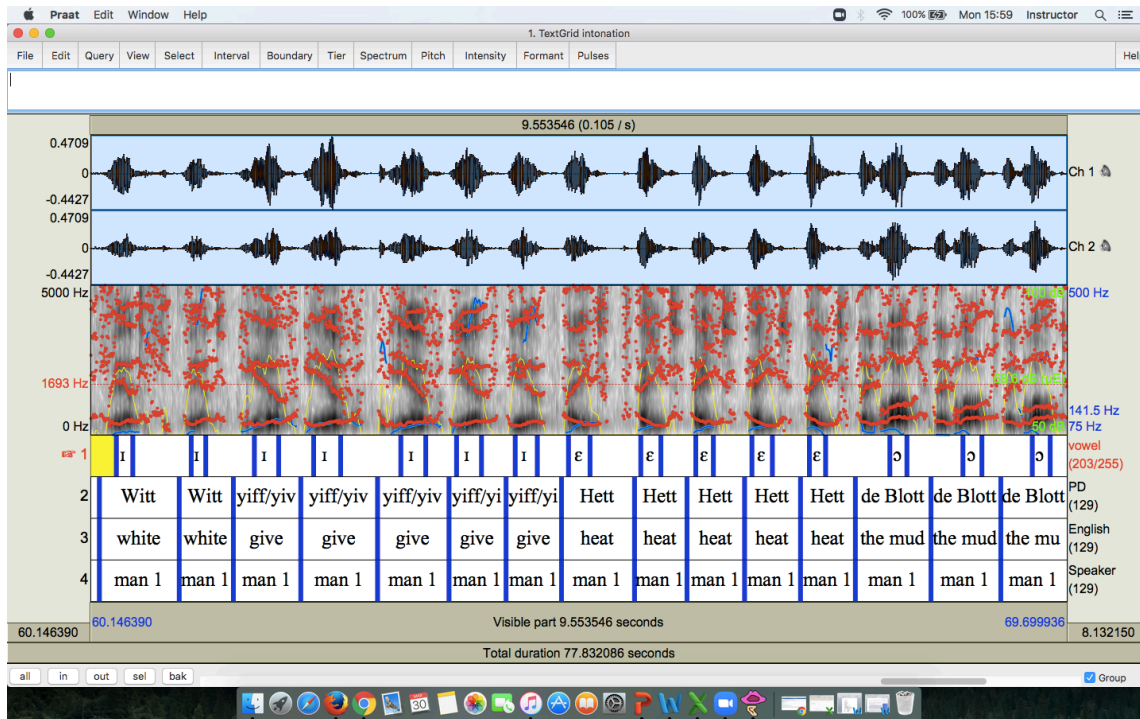 Praat Edit Window Help 100% Mon 15:59 Instructor
1. TextGrid intonation
File Edit Query View Select Interval Boundary Tier Spectrum Pitch Intensity Formant Pulses Hel
9.553546 (0.105 / s)
0.4709
0 Ch 1
-0.4427
0.4709
0 Ch 2
-0.4427
5000 Hz 500 Hz
1693 Hz
141.5 Hz
0 Hz 50 dB 75 Hz
1 ɪ ɪ ɪ ɪ ɪ ɪ ɪ ɛ ɛ ɛ ɛ ɛ ɔ ɔ ɔ vowel (203/255)
2 Witt Witt yiff/yiv yiff/yiv yiff/yiv yiff/yi yiff/yi Hett Hett Hett Hett Hett de Blott de Blott de Blott PD (129)
3 white white give give give give give heat heat heat heat heat the mud the mud the mu English (129)
4 man 1 man 1 man 1 man 1 man 1 man 1 man 1 man 1 man 1 man 1 man 1 man 1 man 1 man 1 man 1 Speaker (129)
60.146390 Visible part 9.553546 seconds 69.699936
60.146390 8.132150
Total duration 77.832086 seconds
all in out sel bak Group
30